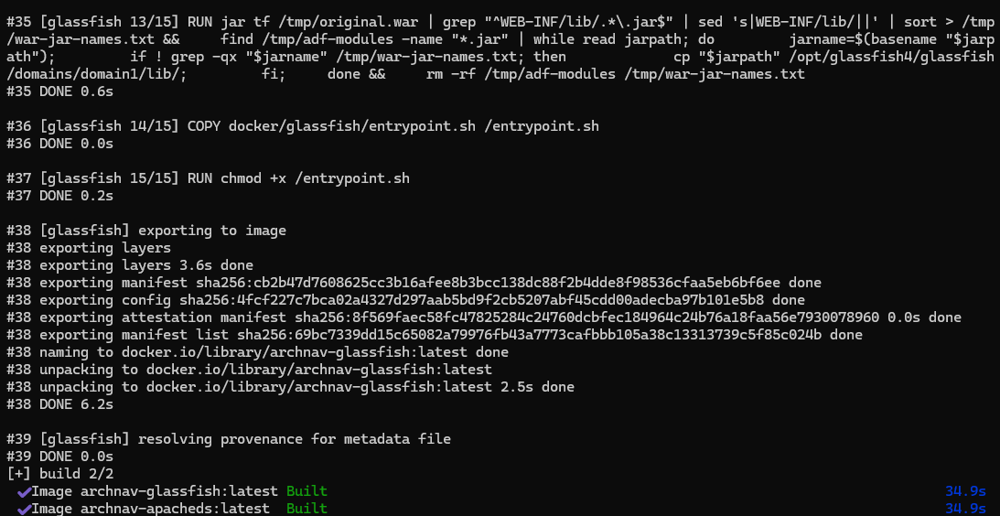 #35 [glassfish 13/15] RUN jar tf /tmp/original.war | grep "^WEB-INF/lib/.*\.jar$" | sed 's|WEB-INF/lib/||' | sort > /tmp
/war-jar-names.txt &&     find /tmp/adf-modules -name "*.jar" | while read jarpath; do         jarname=$(basename "$jarp
ath");         if ! grep -qx "$jarname" /tmp/war-jar-names.txt; then             cp "$jarpath" /opt/glassfish4/glassfish
/domains/domain1/lib/;         fi;     done &&     rm -rf /tmp/adf-modules /tmp/war-jar-names.txt
#35 DONE 0.6s

#36 [glassfish 14/15] COPY docker/glassfish/entrypoint.sh /entrypoint.sh
#36 DONE 0.0s

#37 [glassfish 15/15] RUN chmod +x /entrypoint.sh
#37 DONE 0.2s

#38 [glassfish] exporting to image
#38 exporting layers
#38 exporting layers 3.6s done
#38 exporting manifest sha256:cb2b47d7608625cc3b16afee8b3bcc138dc88f2b4dde8f98536cfaa5eb6bf6ee done
#38 exporting config sha256:4fcf227c7bca02a4327d297aab5bd9f2cb5207abf45cdd00adecba97b101e5b8 done
#38 exporting attestation manifest sha256:8f569faec58fc47825284c24760dcbfec184964c24b76a18faa56e7930078960 0.0s done
#38 exporting manifest list sha256:69bc7339dd15c65082a79976fb43a7773cafbbb105a38c13313739c5f85c024b done
#38 naming to docker.io/library/archnav-glassfish:latest done
#38 unpacking to docker.io/library/archnav-glassfish:latest
#38 unpacking to docker.io/library/archnav-glassfish:latest 2.5s done
#38 DONE 6.2s

#39 [glassfish] resolving provenance for metadata file
#39 DONE 0.0s
[+] build 2/2
✔Image archnav-glassfish:latest Built 34.9s
✔Image archnav-apacheds:latest  Built 34.9s